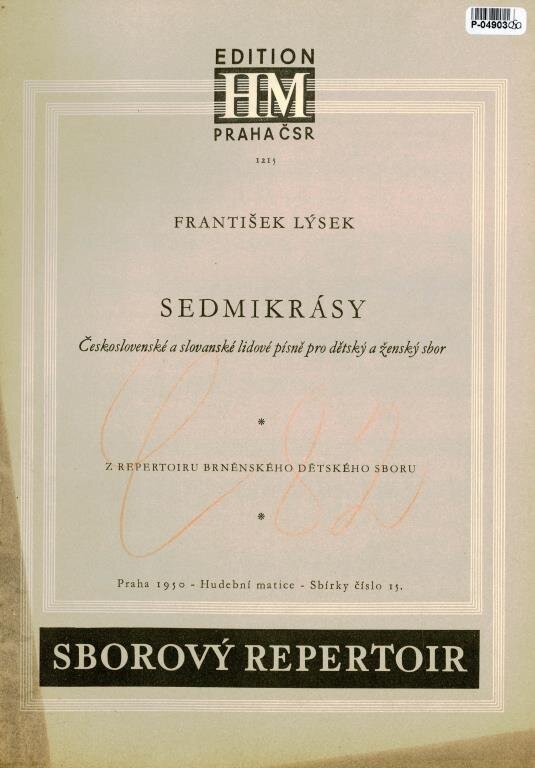 P-04903
EDITION
HM
PRAHA ČSR
1215
FRANTIŠEK LÝSEK
SEDMIKRÁSY
Československé a slovanské lidové písně pro dětský a ženský sbor
*
Z REPERTOIRU BRNĚNSKÉHO DĚTSKÉHO SBORU
*
Praha 1950 - Hudební matice - Sbírky číslo 15.
SBOROVÝ REPERTOIR